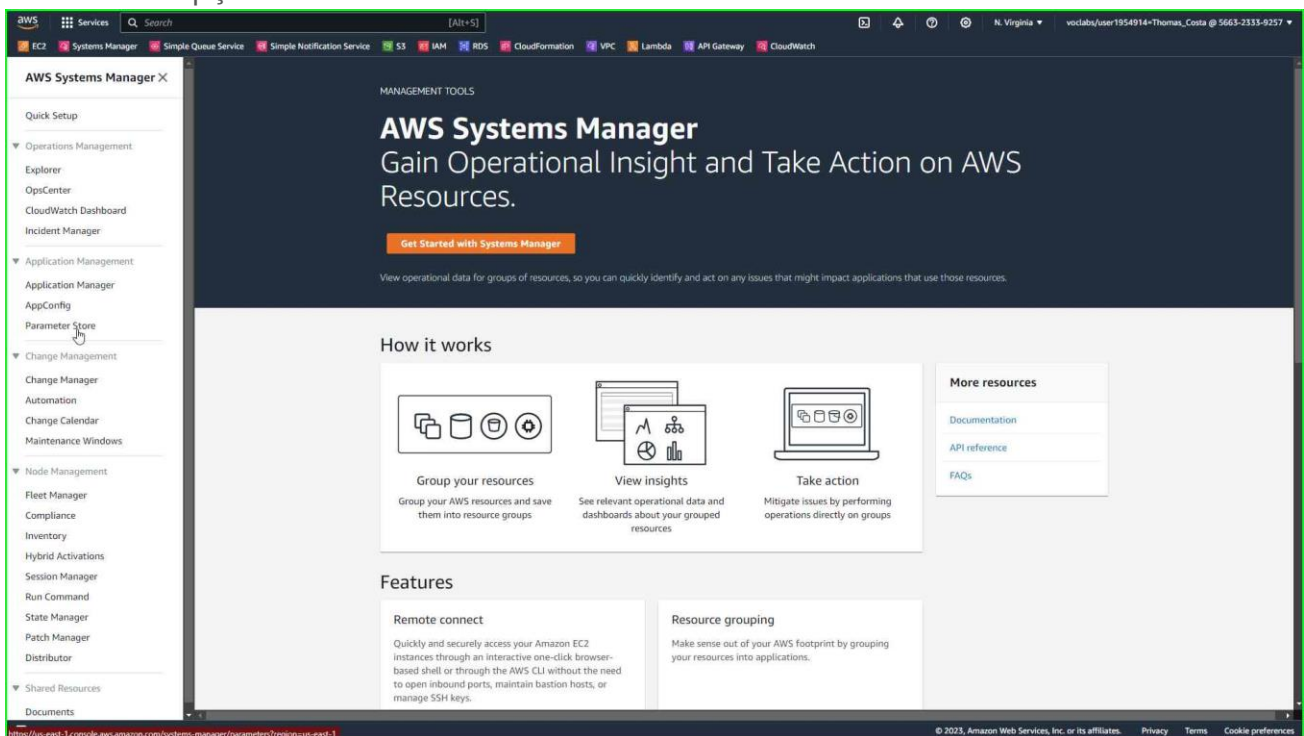 aws
Services
Search
[Alt+S]
N. Virginia ▼
voclabs/user1954914=Thomas_Costa @ 5663-2333-9257 ▼
EC2
Systems Manager
Simple Queue Service
Simple Notification Service
S3
IAM
RDS
CloudFormation
VPC
Lambda
API Gateway
CloudWatch
AWS Systems Manager ×
Quick Setup
Operations Management
Explorer
OpsCenter
CloudWatch Dashboard
Incident Manager
Application Management
Application Manager
AppConfig
Parameter Store
Change Management
Change Manager
Automation
Change Calendar
Maintenance Windows
Node Management
Fleet Manager
Compliance
Inventory
Hybrid Activations
Session Manager
Run Command
State Manager
Patch Manager
Distributor
Shared Resources
Documents
MANAGEMENT TOOLS
AWS Systems Manager
Gain Operational Insight and Take Action on AWS
Resources.
Get Started with Systems Manager
View operational data for groups of resources, so you can quickly identify and act on any issues that might impact applications that use those resources.
How it works
Group your resources
Group your AWS resources and save
them into resource groups
View insights
See relevant operational data and
dashboards about your grouped
resources
Take action
Mitigate issues by performing
operations directly on groups
More resources
Documentation
API reference
FAQs
Features
Remote connect
Quickly and securely access your Amazon EC2
instances through an interactive one-click browser-
based shell or through the AWS CLI without the need
to open inbound ports, maintain bastion hosts, or
manage SSH keys.
Resource grouping
Make sense out of your AWS footprint by grouping
your resources into applications.
https://us-east-1.console.aws.amazon.com/systems-manager/parameters?region=us-east-1
© 2023, Amazon Web Services, Inc. or its affiliates.
Privacy
Terms
Cookie preferences